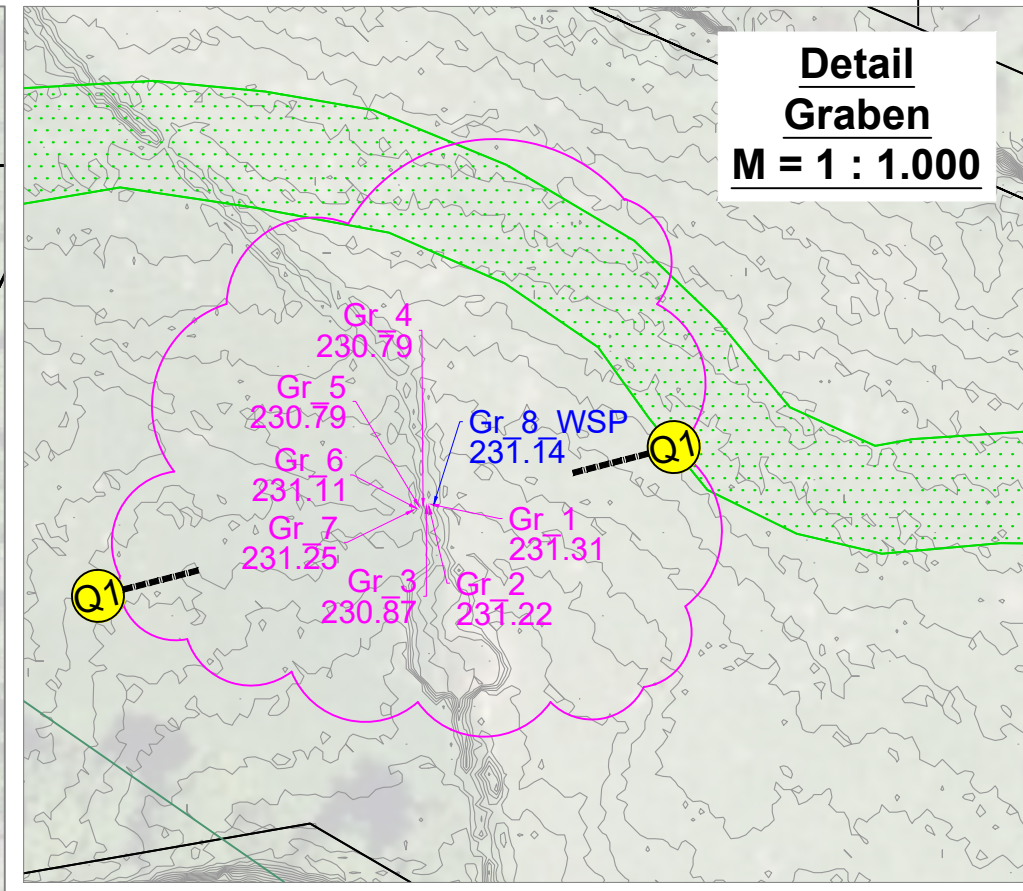 Detail
Graben
M = 1 : 1.000
Gr_4
230.79
Gr_5
230.79
Gr_8_WSP
231.14
Q1
Gr_6
231.11
Gr_1
231.31
Gr_7
231.25
Gr_3
230.87
Gr_2
231.22
Q1